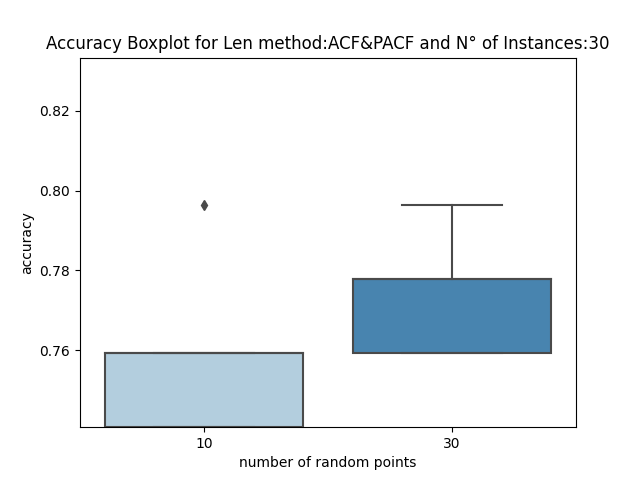 Accuracy Boxplot for Len method:ACF&PACF and N° of Instances:30
0.82
0.80
0.78
0.76
accuracy
10
30
number of random points